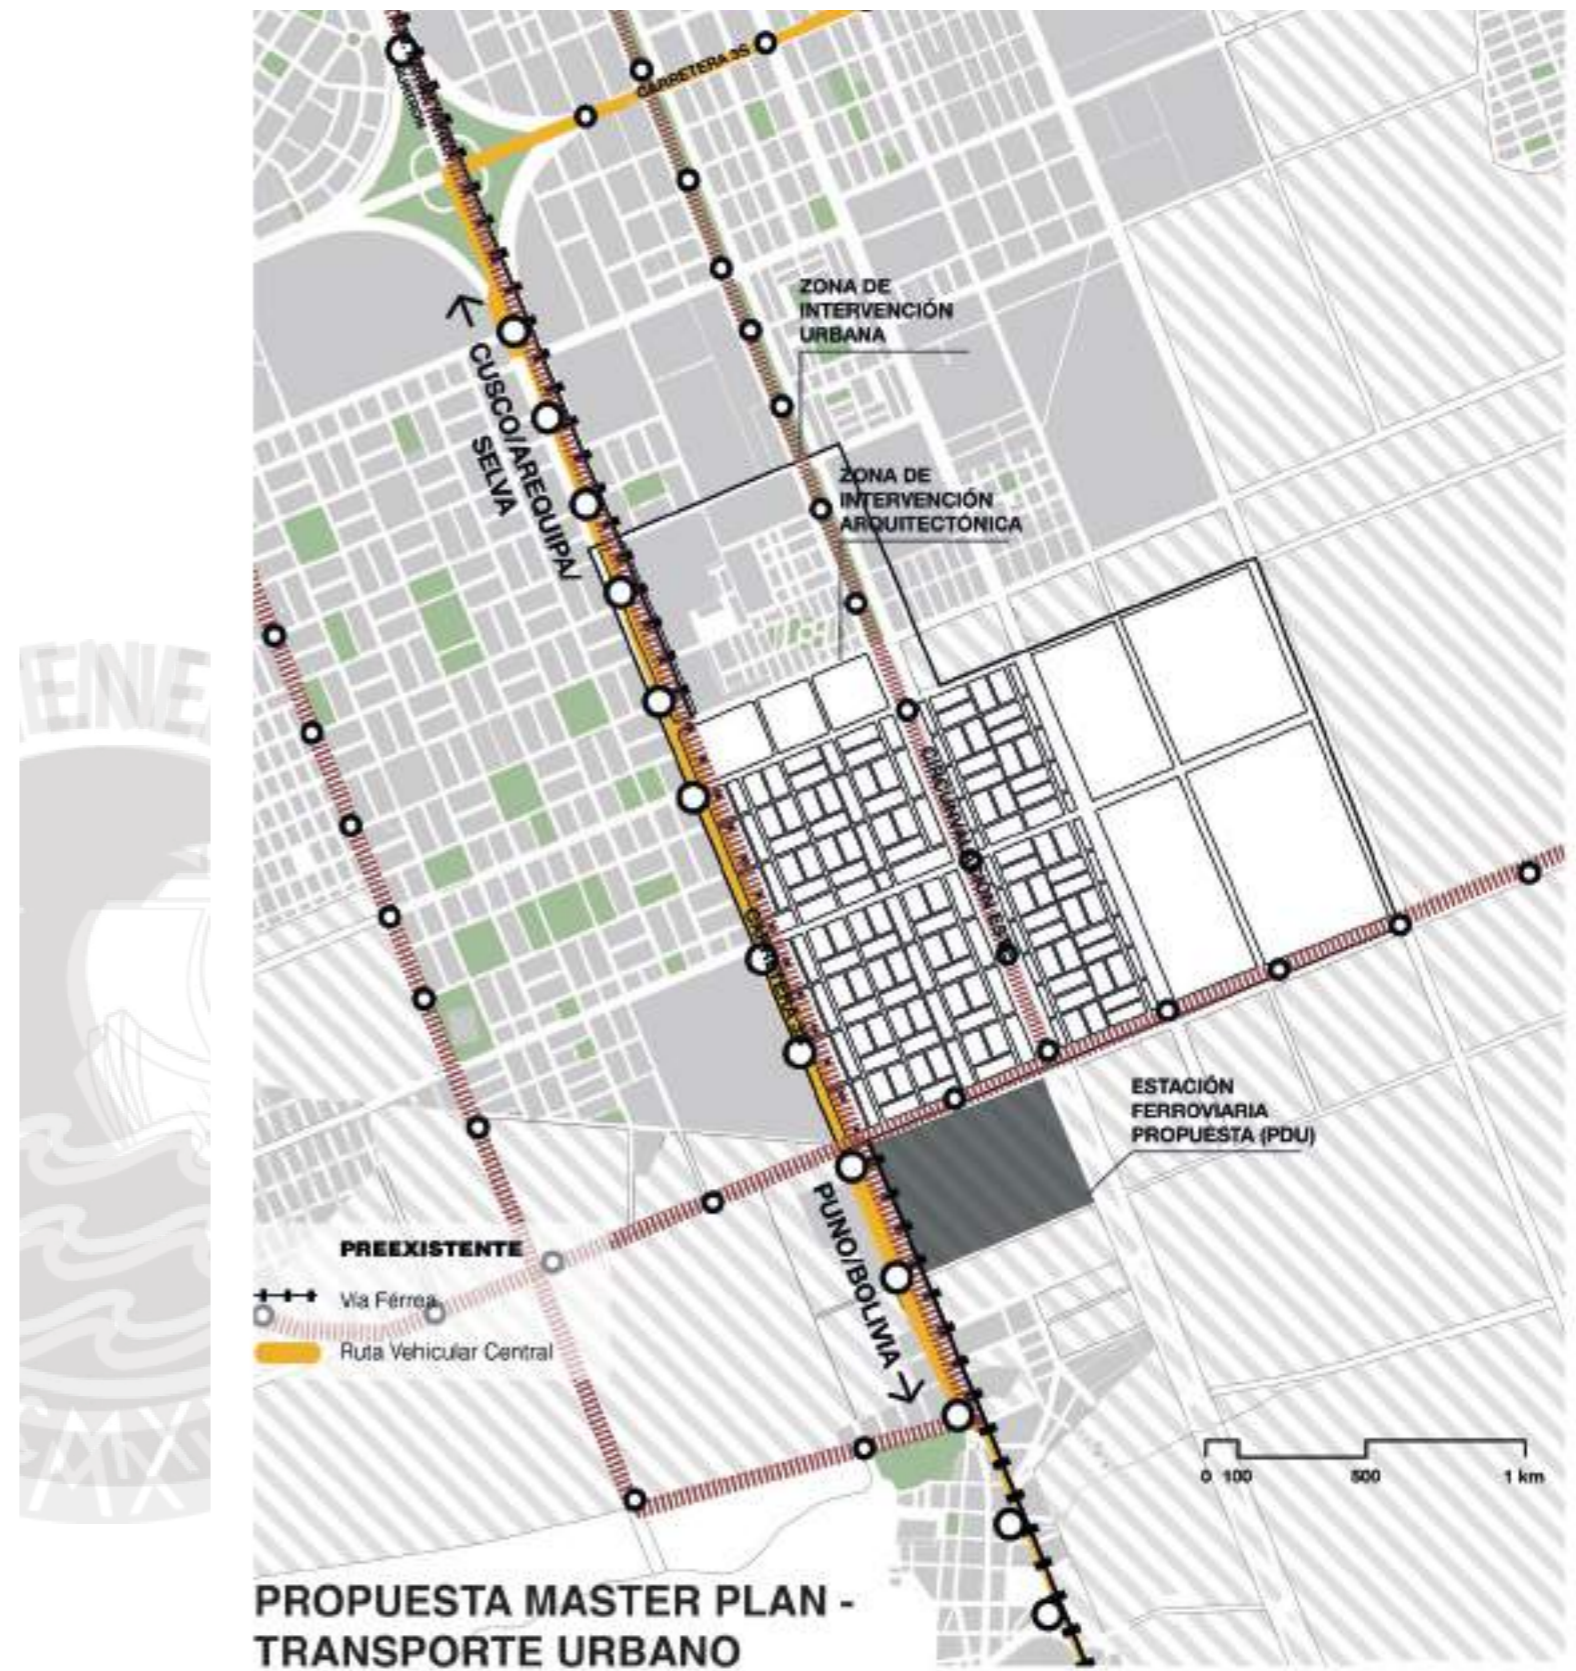 CARRETERA 3S
ZONA DE
INTERVENCIÓN
URBANA
CUSCO/AREQUIPA/
SELVA
ZONA DE
INTERVENCIÓN
ARQUITECTÓNICA
ESTACIÓN
FERROVIARIA
PROPUESTA (PDU)
PUNO/BOLIVIA
PREEXISTENTE
Vía Férrea
Ruta Vehicular Central
0 100 500 1 km
PROPUESTA MASTER PLAN -
TRANSPORTE URBANO